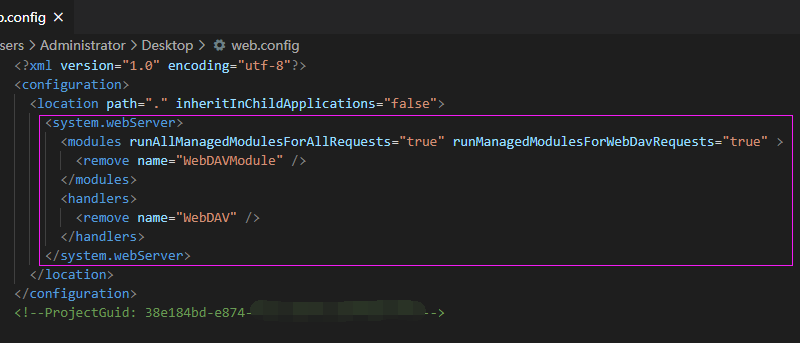 b.config ×
sers > Administrator > Desktop > web.config
<?xml version="1.0" encoding="utf-8"?>
<configuration>
<location path="." inheritInChildApplications="false">
<system.webServer>
<modules runAllManagedModulesForAllRequests="true" runManagedModulesForWebDavRequests="true" >
<remove name="WebDAVModule" />
</modules>
<handlers>
<remove name="WebDAV" />
</handlers>
</system.webServer>
</location>
</configuration>
<!--ProjectGuid: 38e184bd-e874- -->